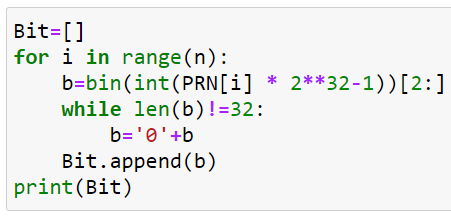 Bit=[]
for i in range(n):
    b=bin(int(PRN[i] * 2**32-1))[2:]
    while len(b)!=32:
        b='0'+b
    Bit.append(b)
print(Bit)